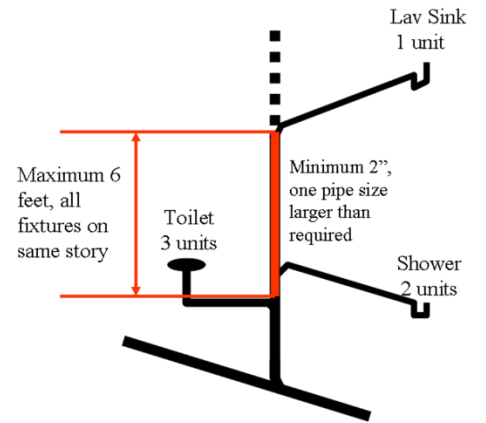 Lav Sink
1 unit
Maximum 6
feet, all
fixtures on
same story
Minimum 2”,
one pipe size
larger than
required
Toilet
3 units
Shower
2 units